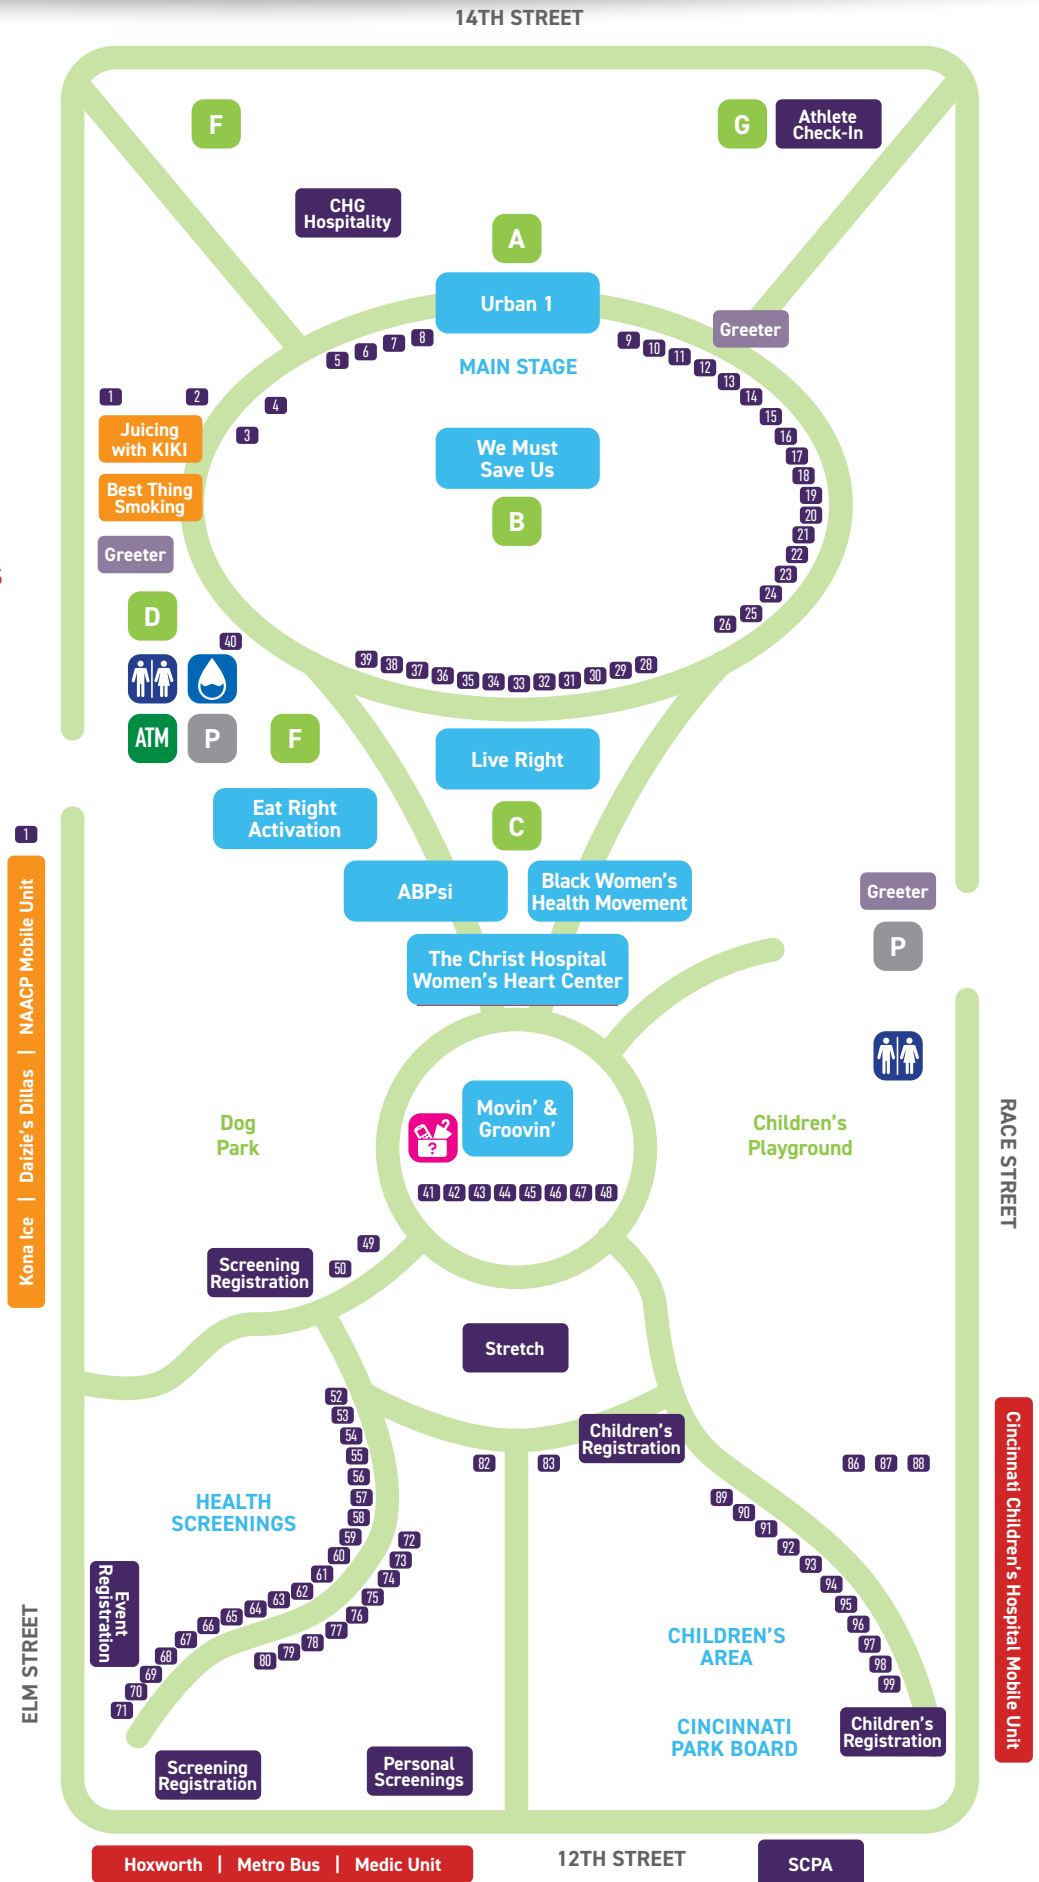 14TH STREET
F
G
Athlete
Check-In
CHG
Hospitality
A
Urban 1
Greeter
MAIN STAGE
5
6
7
8
9
10
11
12
13
14
15
16
17
18
19
20
21
22
23
24
25
26
1
2
3
4
Juicing
with KIKI
Best Thing
Smoking
Greeter
We Must
Save Us
B
D
40
39
38
37
36
35
34
33
32
31
30
29
28
ATM
P
F
Live Right
Eat Right
Activation
C
ABPsi
Black Women's
Health Movement
The Christ Hospital
Women's Heart Center
Greeter
P
1
Kona Ice | Daizie's Dillas | NAACP Mobile Unit
Dog
Park
?
Movin' &
Groovin'
Children's
Playground
RACE STREET
41
42
43
44
45
46
47
48
49
50
Screening
Registration
Stretch
52
53
54
55
56
57
58
59
60
61
62
63
64
65
66
67
68
69
70
71
72
73
74
75
76
77
78
79
80
82
83
Children's
Registration
86
87
88
89
90
91
92
93
94
95
96
97
98
99
HEALTH
SCREENINGS
Event
Registration
ELM STREET
CHILDREN'S
AREA
CINCINNATI
PARK BOARD
Children's
Registration
Cincinnati Children's Hospital Mobile Unit
Screening
Registration
Personal
Screenings
Hoxworth | Metro Bus | Medic Unit
12TH STREET
SCPA